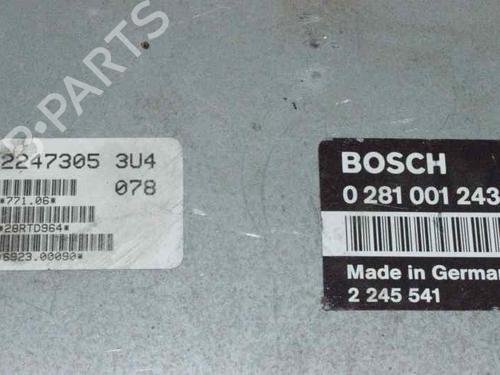 B-PARTS
2247305 3U4
078
*771.06*
*28RTD964*
6923.00090*
BOSCH
0 281 001 243
Made in German
2 245 541